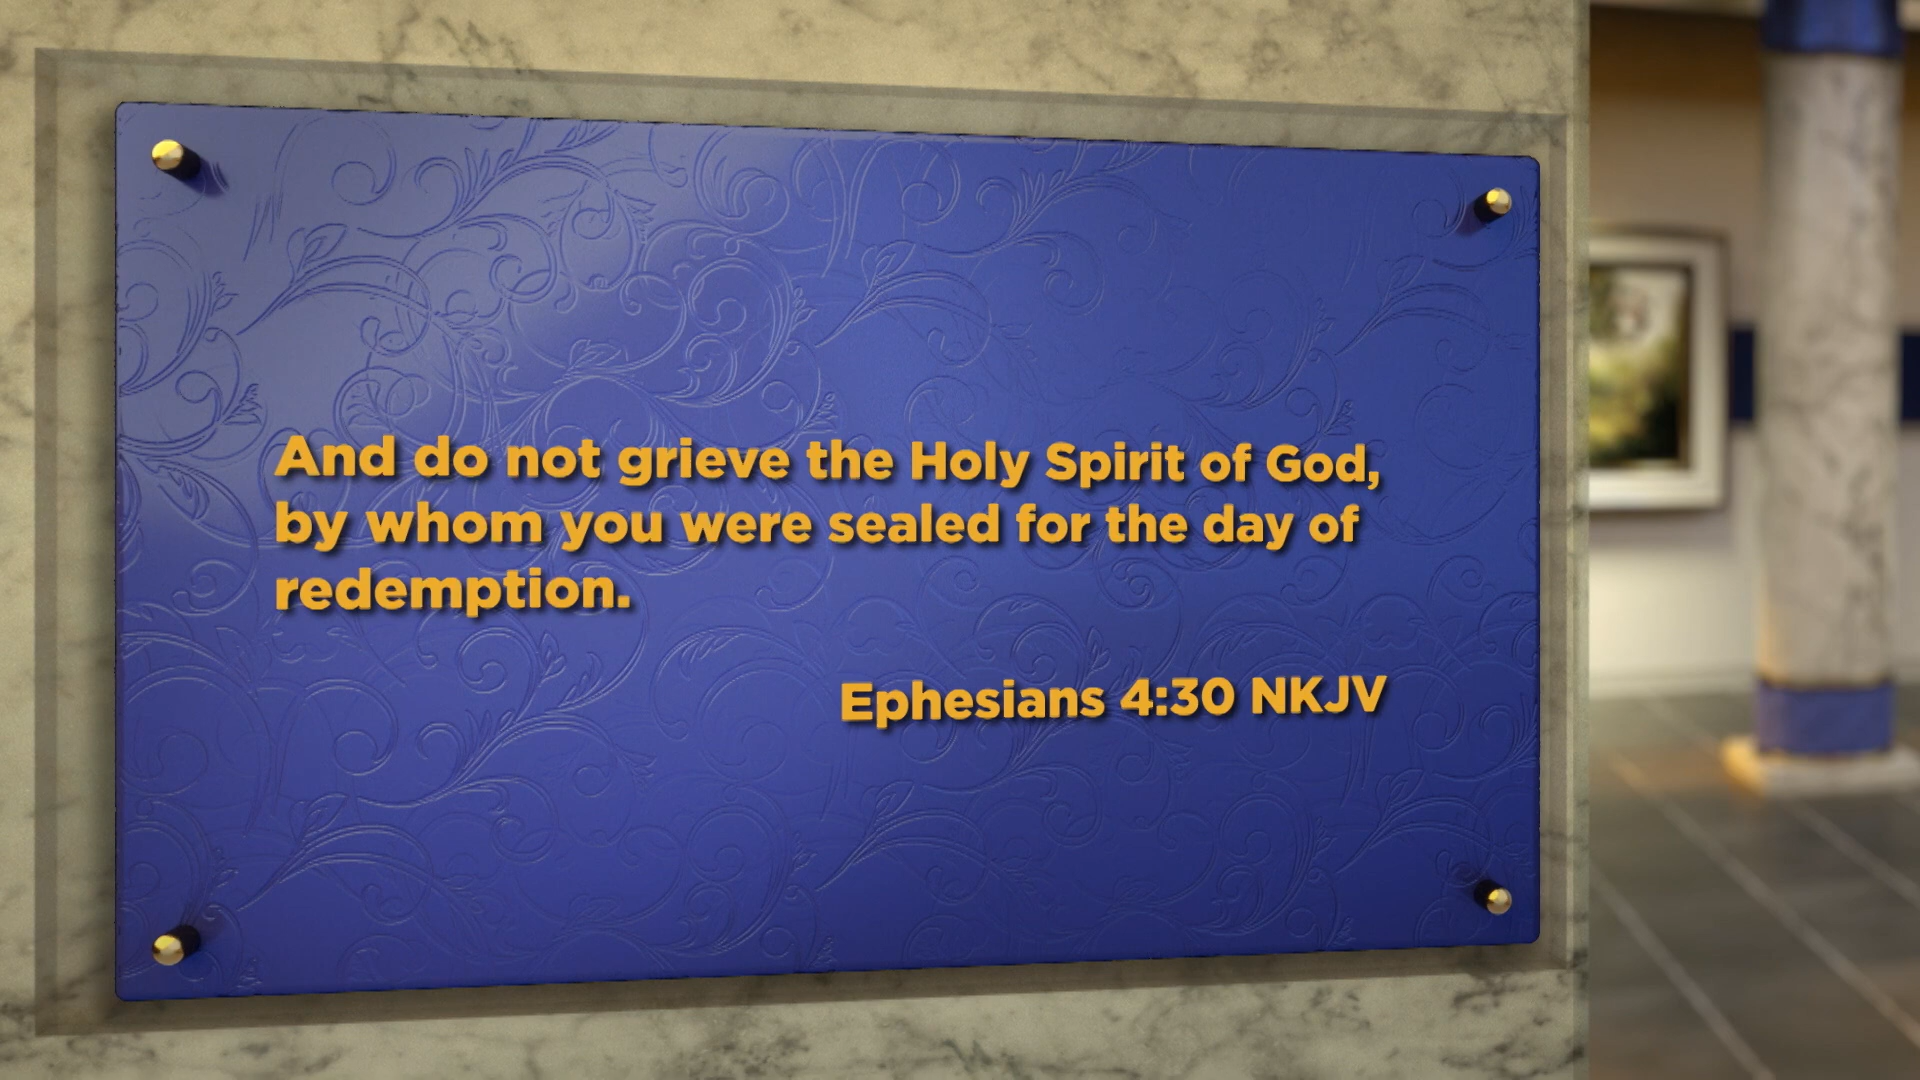 And do not grieve the Holy Spirit of God,
by whom you were sealed for the day of
redemption.
Ephesians 4:30 NKJV